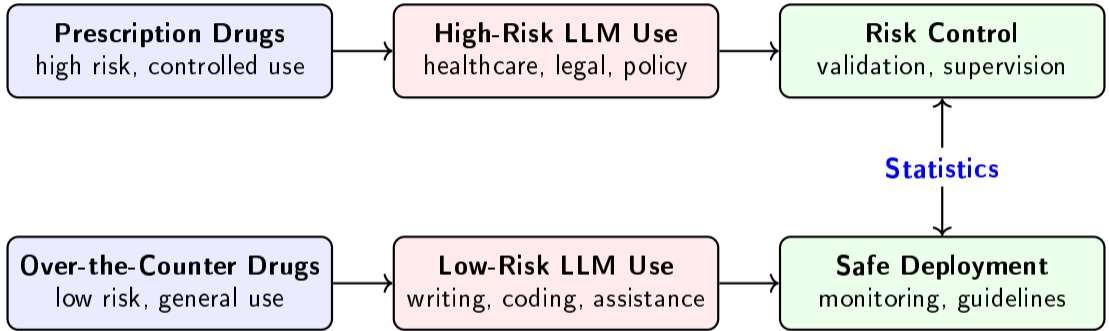 Prescription Drugs
high risk, controlled use
High-Risk LLM Use
healthcare, legal, policy
Risk Control
validation, supervision
Statistics
Over-the-Counter Drugs
low risk, general use
Low-Risk LLM Use
writing, coding, assistance
Safe Deployment
monitoring, guidelines